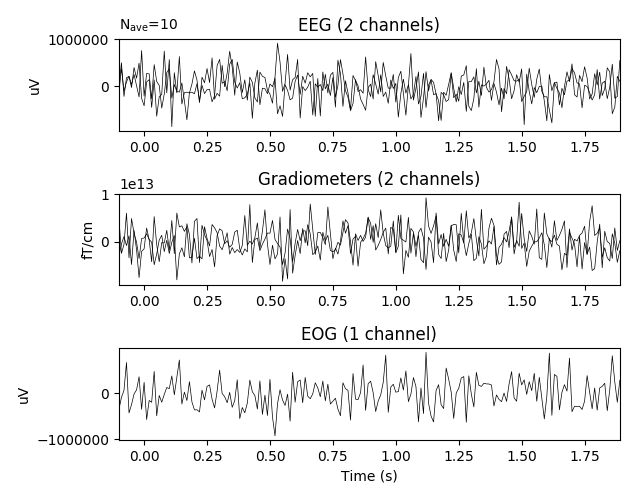 N_ave=10
EEG (2 channels)
1000000
0
uV
0.00 0.25 0.50 0.75 1.00 1.25 1.50 1.75
1e13
Gradiometers (2 channels)
1
0
fT/cm
0.00 0.25 0.50 0.75 1.00 1.25 1.50 1.75
EOG (1 channel)
0
−1000000
uV
0.00 0.25 0.50 0.75 1.00 1.25 1.50 1.75
Time (s)